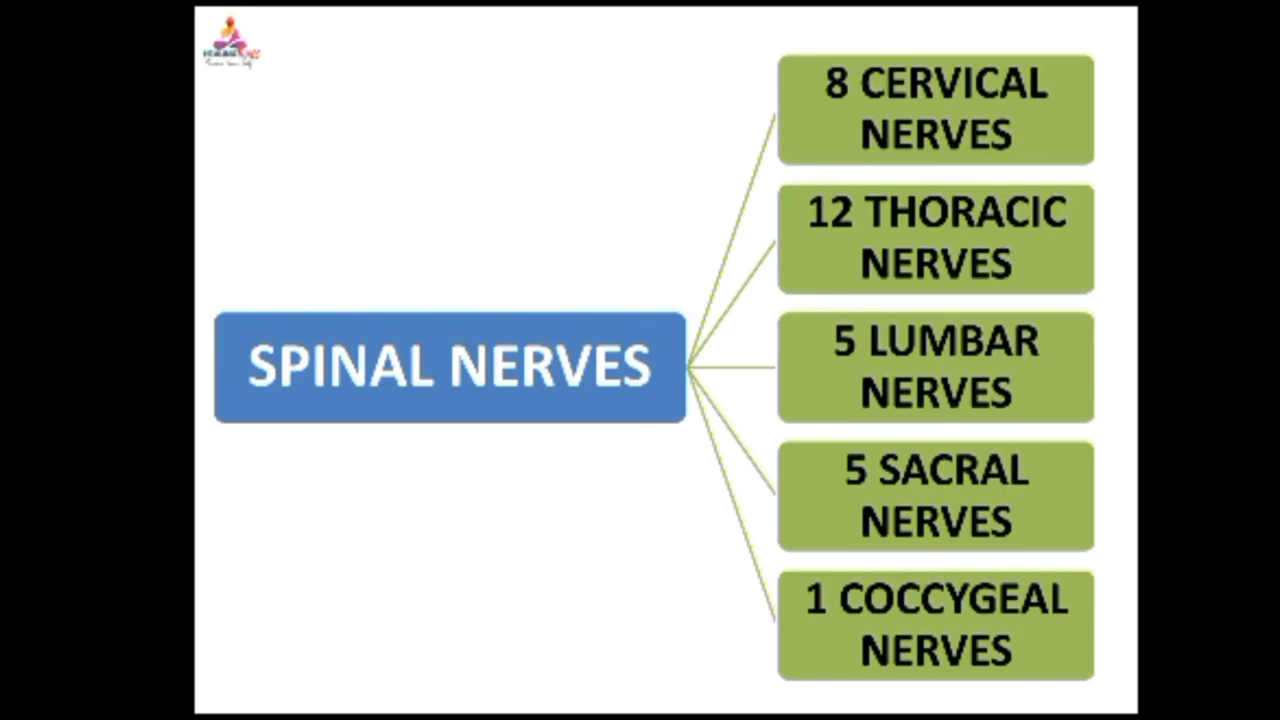 8 CERVICAL
NERVES
12 THORACIC
NERVES
SPINAL NERVES
5 LUMBAR
NERVES
5 SACRAL
NERVES
1 COCCYGEAL
NERVES